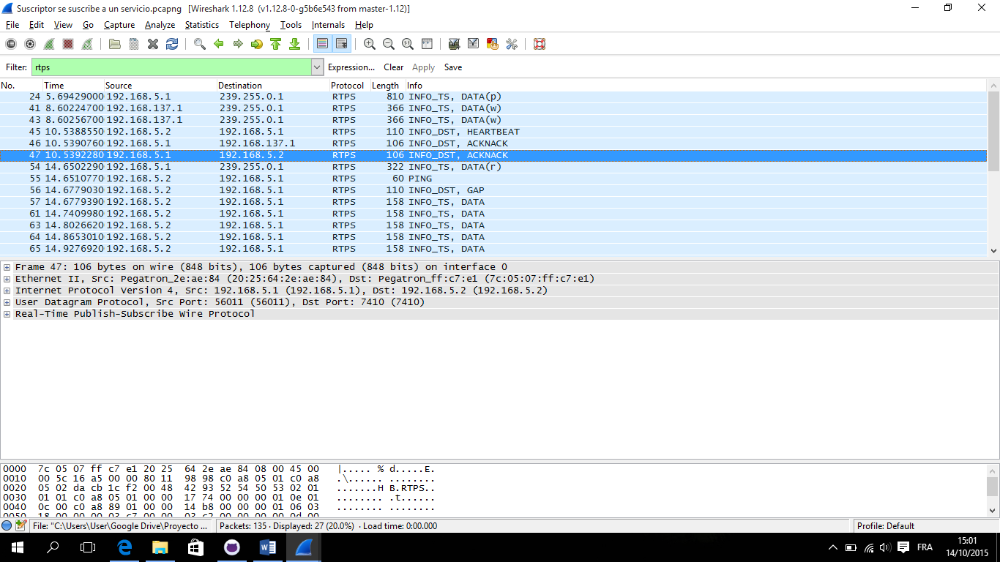 Suscriptor se suscribe a un servicio.pcapng [Wireshark 1.12.8 (v1.12.8-0-g5b6e543 from master-1.12)]
File Edit View Go Capture Analyze Statistics Telephony Tools Internals Help
Filter: rtps Expression... Clear Apply Save
No. Time Source Destination Protocol Length Info
24 5.69429000 192.168.5.1 239.255.0.1 RTPS 810 INFO_TS, DATA(p)
41 8.60224700 192.168.137.1 239.255.0.1 RTPS 366 INFO_TS, DATA(w)
43 8.60256700 192.168.137.1 239.255.0.1 RTPS 366 INFO_TS, DATA(w)
45 10.5388550 192.168.5.2 192.168.5.1 RTPS 110 INFO_DST, HEARTBEAT
46 10.5390760 192.168.5.1 192.168.137.1 RTPS 106 INFO_DST, ACKNACK
47 10.5392280 192.168.5.1 192.168.5.2 RTPS 106 INFO_DST, ACKNACK
54 14.6502290 192.168.5.1 239.255.0.1 RTPS 322 INFO_TS, DATA(r)
55 14.6510770 192.168.5.2 192.168.5.1 RTPS 60 PING
56 14.6779030 192.168.5.2 192.168.5.1 RTPS 110 INFO_DST, GAP
57 14.6779390 192.168.5.2 192.168.5.1 RTPS 158 INFO_TS, DATA
61 14.7409980 192.168.5.2 192.168.5.1 RTPS 158 INFO_TS, DATA
63 14.8026620 192.168.5.2 192.168.5.1 RTPS 158 INFO_TS, DATA
64 14.8653010 192.168.5.2 192.168.5.1 RTPS 158 INFO_TS, DATA
65 14.9276920 192.168.5.2 192.168.5.1 RTPS 158 INFO_TS, DATA
Frame 47: 106 bytes on wire (848 bits), 106 bytes captured (848 bits) on interface 0
Ethernet II, Src: Pegatron_2e:ae:84 (20:25:64:2e:ae:84), Dst: Pegatron_ff:c7:e1 (7c:05:07:ff:c7:e1)
Internet Protocol Version 4, Src: 192.168.5.1 (192.168.5.1), Dst: 192.168.5.2 (192.168.5.2)
User Datagram Protocol, Src Port: 56011 (56011), Dst Port: 7410 (7410)
Real-Time Publish-Subscribe Wire Protocol
0000 7c 05 07 ff c7 e1 20 25 64 2e ae 84 08 00 45 00 |..... % d.....E.
0010 00 5c 16 a5 00 00 80 11 98 98 c0 a8 05 01 c0 a8 .\...... ........
0020 05 02 da cb 1c f2 00 48 42 93 52 54 50 53 02 01 .......H B.RTPS..
0030 01 01 c0 a8 05 01 00 00 17 74 00 00 00 01 0e 01 ........ .t......
0040 0c 00 c0 a8 89 01 00 00 14 b8 00 00 00 01 06 03 ........ ........
0050 18 00 00 00 03 c7 00 00 03 c2 00 00 00 00 0d 00
File: "C:\Users\User\Google Drive\Proyecto ... Packets: 135 · Displayed: 27 (20.0%) · Load time: 0:00.000 Profile: Default
FRA
15:01
14/10/2015